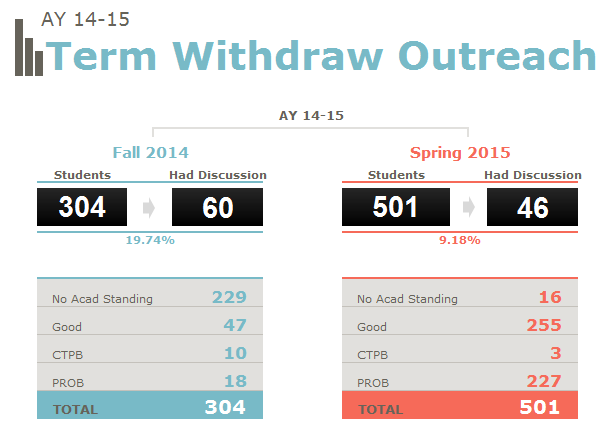 AY 14-15
Term Withdraw Outreach
AY 14-15
Fall 2014
Students Had Discussion
304 60
19.74%
No Acad Standing 229
Good 47
CTPB 10
PROB 18
TOTAL 304
Spring 2015
Students Had Discussion
501 46
9.18%
No Acad Standing 16
Good 255
CTPB 3
PROB 227
TOTAL 501